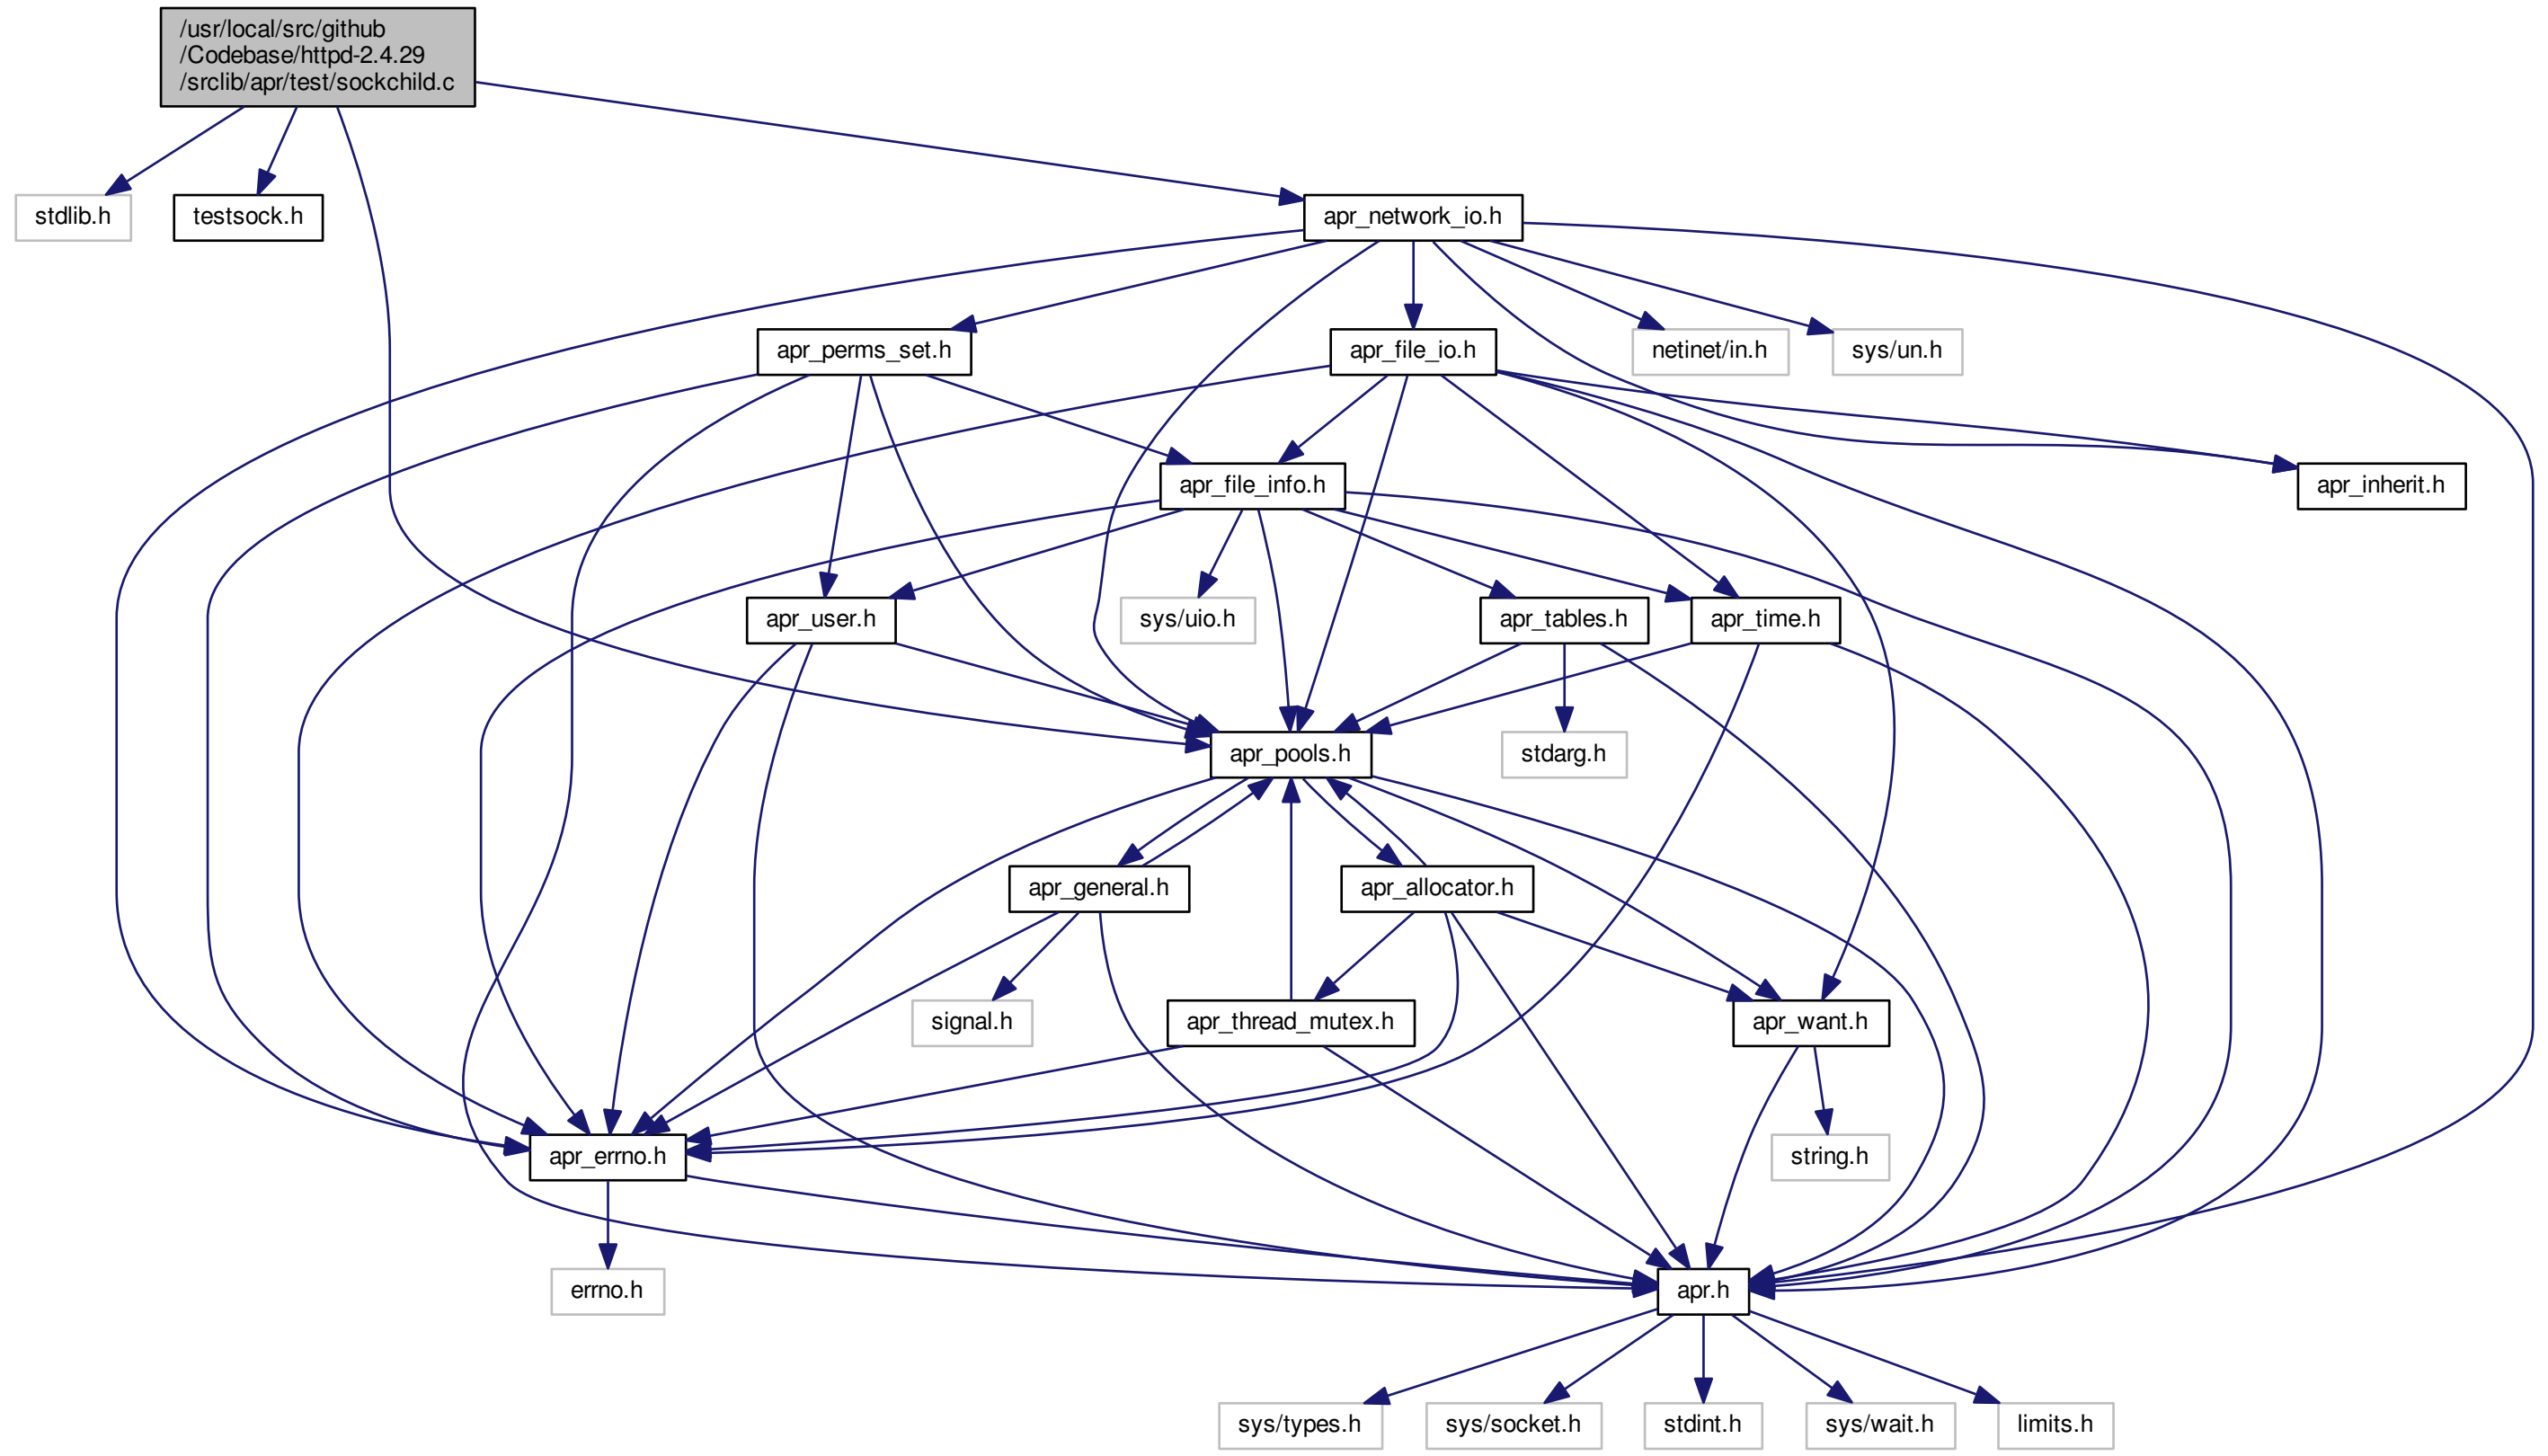 /usr/local/src/github
/Codebase/httpd-2.4.29
/srclib/apr/test/sockchild.c
stdlib.h
testsock.h
apr_network_io.h
apr_perms_set.h
apr_file_io.h
netinet/in.h
sys/un.h
apr_file_info.h
apr_inherit.h
apr_user.h
sys/uio.h
apr_tables.h
apr_time.h
apr_pools.h
stdarg.h
apr_general.h
apr_allocator.h
signal.h
apr_thread_mutex.h
apr_want.h
apr_errno.h
string.h
errno.h
apr.h
sys/types.h
sys/socket.h
stdint.h
sys/wait.h
limits.h